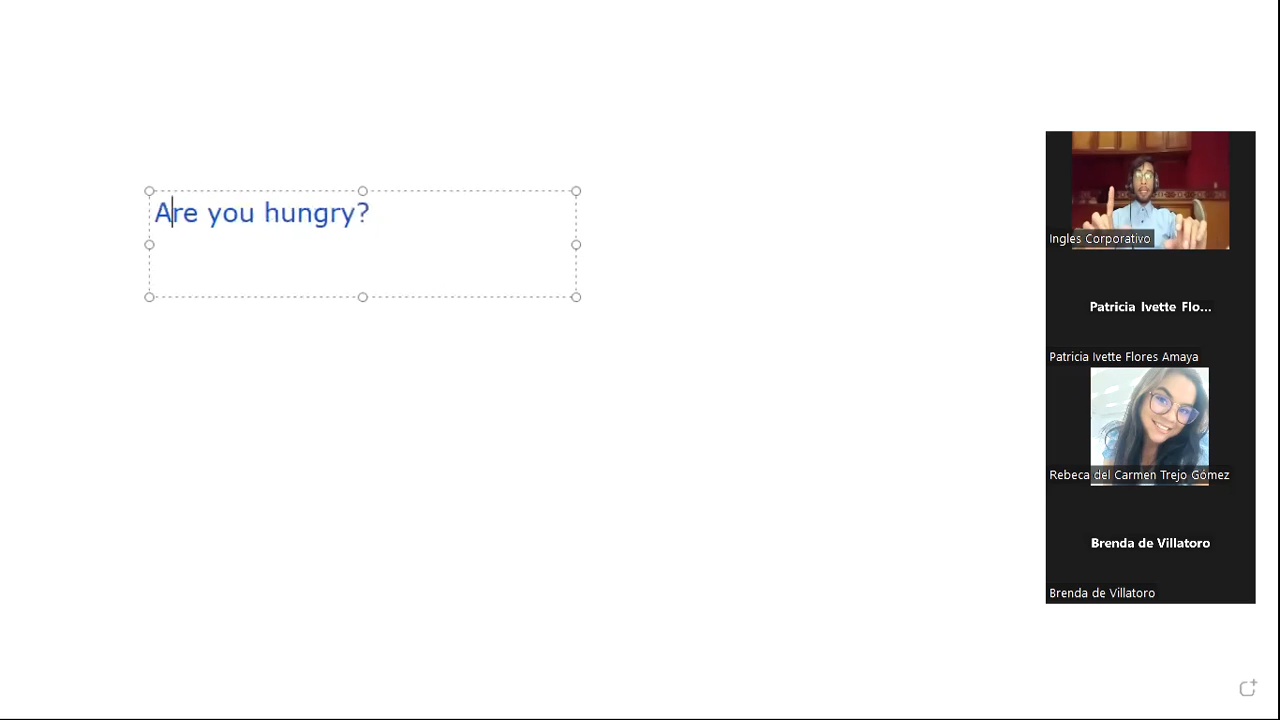 Are you hungry?
Ingles Corporativo
Patricia Ivette Flo...
Patricia Ivette Flores Amaya
Rebeca del Carmen Trejo Gómez
Brenda de Villatoro
Brenda de Villatoro